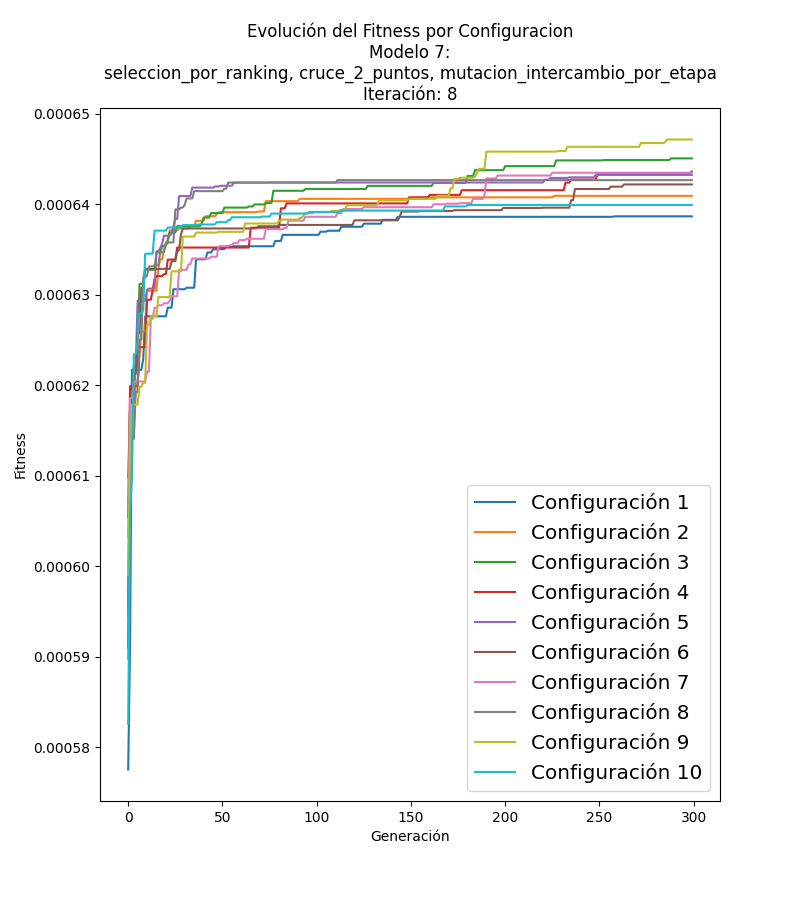 Evolución del Fitness por Configuracion
Modelo 7:
seleccion_por_ranking, cruce_2_puntos, mutacion_intercambio_por_etapa
Iteración: 8
0.00065
0.00064
0.00063
0.00062
0.00061
0.00060
0.00059
0.00058
Fitness
0
50
100
150
200
250
300
Generación
Configuración 1
Configuración 2
Configuración 3
Configuración 4
Configuración 5
Configuración 6
Configuración 7
Configuración 8
Configuración 9
Configuración 10